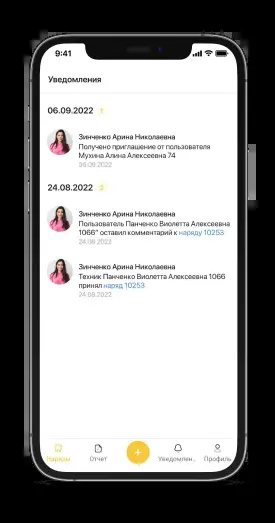 9:41
Уведомления
06.09.2022 1
Зинченко Арина Николаевна
Получено приглашение от пользователя
Мухина Алина Алексеевна 74
06.09.2022
24.08.2022 2
Зинченко Арина Николаевна
Пользователь Панченко Виолетта Алексеевна
1066" оставил комментарий к наряду 10253
24.08.2022
Зинченко Арина Николаевна
Техник Панченко Виолетта Алексеевна 1066
принял наряд 10253
24.08.2022
Наряды Отчет + Уведомлен... Профиль